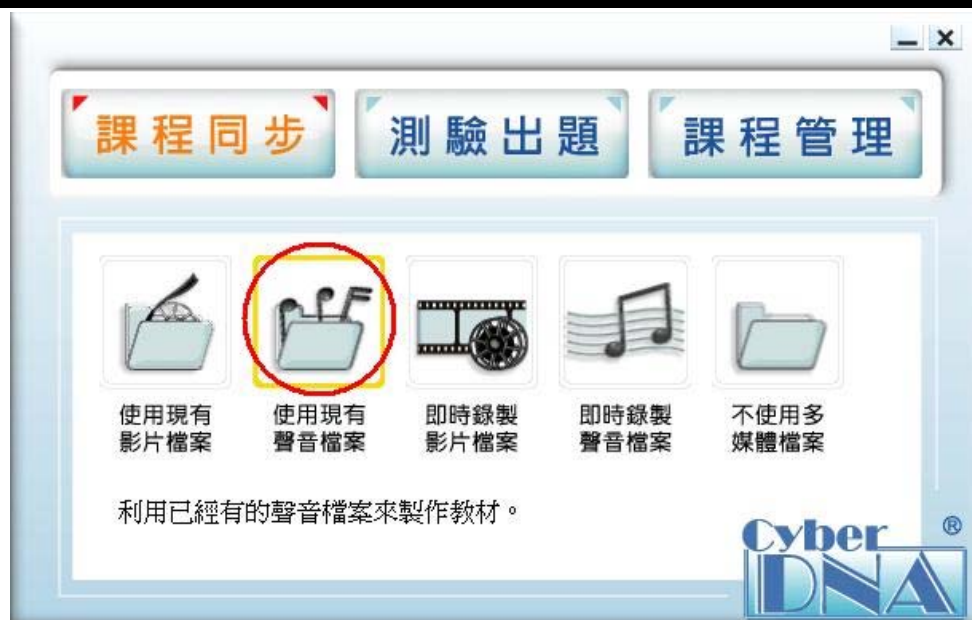 課程同步 測驗出題 課程管理
使用現有 使用現有 即時錄製 即時錄製 不使用多
影片檔案 聲音檔案 影片檔案 聲音檔案 媒體檔案
利用已經有的聲音檔案來製作教材。
Cyber ®
DNA